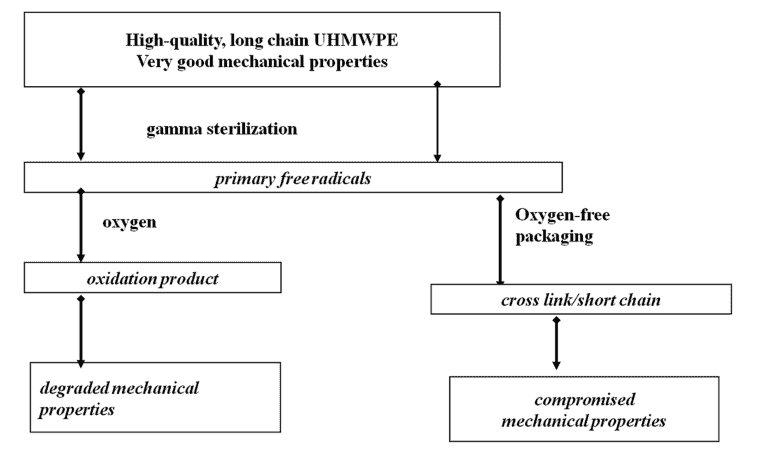 High-quality, long chain UHMWPE
Very good mechanical properties
gamma sterilization
primary free radicals
oxygen
Oxygen-free
packaging
oxidation product
cross link/short chain
degraded mechanical
properties
compromised
mechanical properties